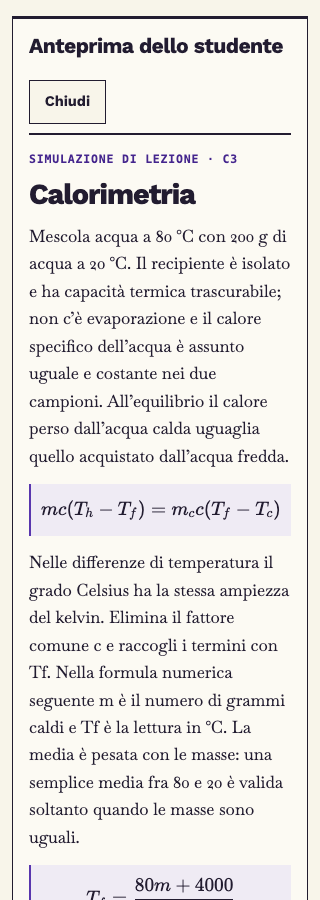 Anteprima dello studente
Chiudi
SIMULAZIONE DI LEZIONE · C3
Calorimetria
Mescola acqua a 80 °C con 200 g di
acqua a 20 °C. Il recipiente è isolato
e ha capacità termica trascurabile;
non c’è evaporazione e il calore
specifico dell’acqua è assunto
uguale e costante nei due
campioni. All’equilibrio il calore
perso dall’acqua calda uguaglia
quello acquistato dall’acqua fredda.
mc(T_h − T_f) = m_c c(T_f − T_c)
Nelle differenze di temperatura il
grado Celsius ha la stessa ampiezza
del kelvin. Elimina il fattore
comune c e raccogli i termini con
Tf. Nella formula numerica
seguente m è il numero di grammi
caldi e Tf è la lettura in °C. La
media è pesata con le masse: una
semplice media fra 80 e 20 è valida
soltanto quando le masse sono
uguali.
80m + 4000